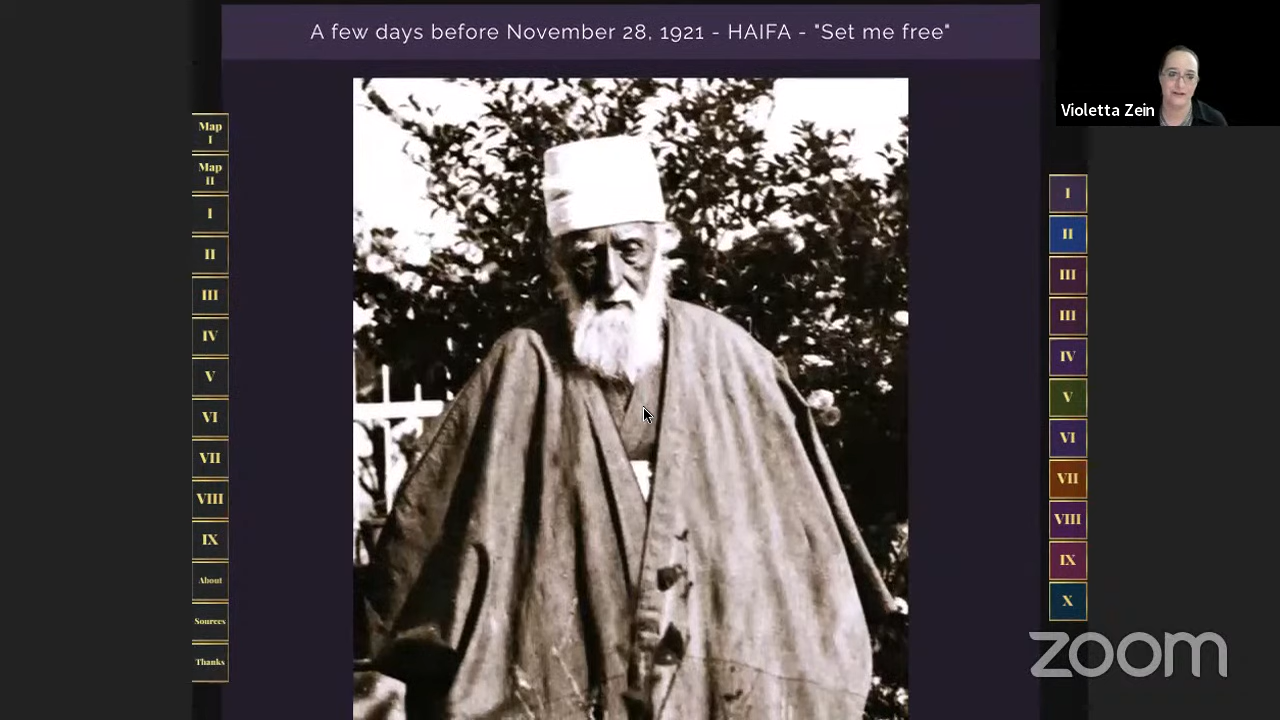 A few days before November 28, 1921 - HAIFA - "Set me free"
Violetta Zein
Map
I
Map
II
I
II
III
IV
V
VI
VII
VIII
IX
About
Sources
Thanks
I
II
III
III
IV
V
VI
VII
VIII
IX
X
zoom